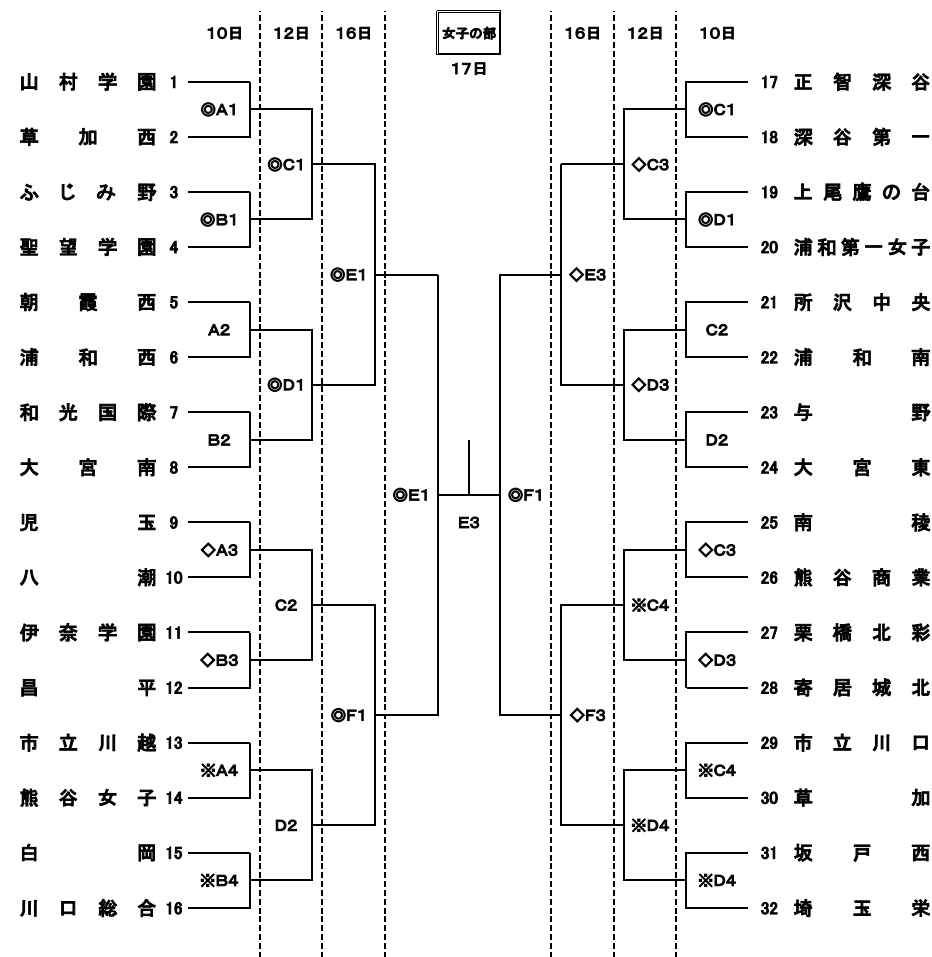 10日 12日 16日 女子の部 16日 12日 10日
17日
山村学園 1 17 正智深谷
◎A1 ◎C1
草加西 2 18 深谷第一
◎C1 ◇C3
ふじみ野 3 19 上尾鷹の台
◎B1 ◎D1
聖望学園 4 20 浦和第一女子
◎E1 ◇E3
朝霞西 5 21 所沢中央
A2 C2
浦和西 6 22 浦和南
◎D1 ◇D3
和光国際 7 23 与野
B2 D2
大宮南 8 24 大宮東
◎E1 ◎F1
児玉 9 E3 25 南稜
◇A3 ◇C3
八潮 10 26 熊谷商業
C2 ※C4
伊奈学園 11 27 栗橋北彩
◇B3 ◇D3
昌平 12 28 寄居城北
◎F1 ◇F3
市立川越 13 29 市立川口
※A4 ※C4
熊谷女子 14 30 草加
D2 ※D4
白岡 15 31 坂戸西
※B4 ※D4
川口総合 16 32 埼玉栄